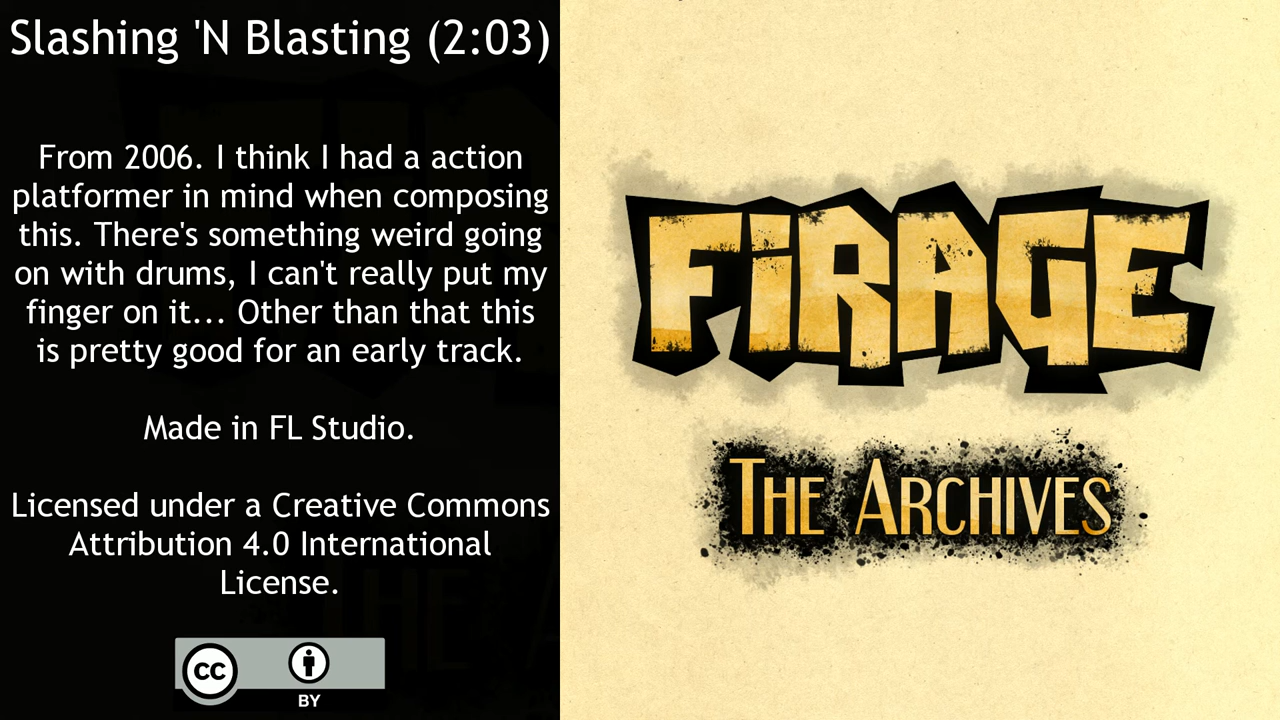 Slashing 'N Blasting (2:03)
From 2006. I think I had a action
platformer in mind when composing
this. There's something weird going
on with drums, I can't really put my
finger on it... Other than that this
is pretty good for an early track.
Made in FL Studio.
Licensed under a Creative Commons
Attribution 4.0 International
License.
CC
BY
FiRAGE
THE ARCHIVES